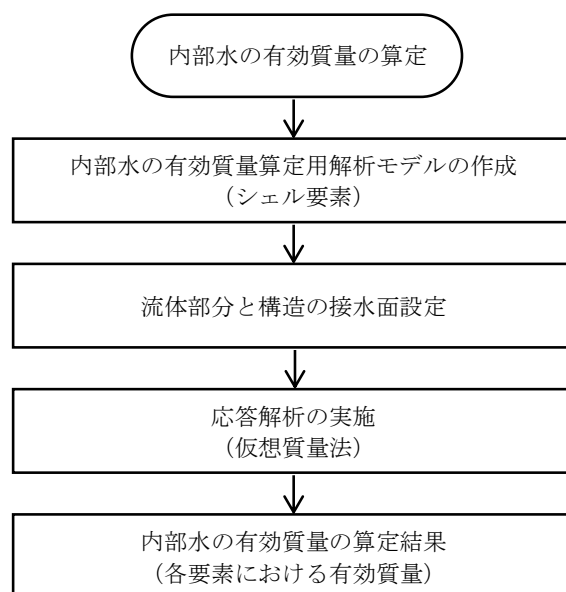 内部水の有効質量の算定
内部水の有効質量算定用解析モデルの作成
（シェル要素）
流体部分と構造の接水面設定
応答解析の実施
（仮想質量法）
内部水の有効質量の算定結果
（各要素における有効質量）